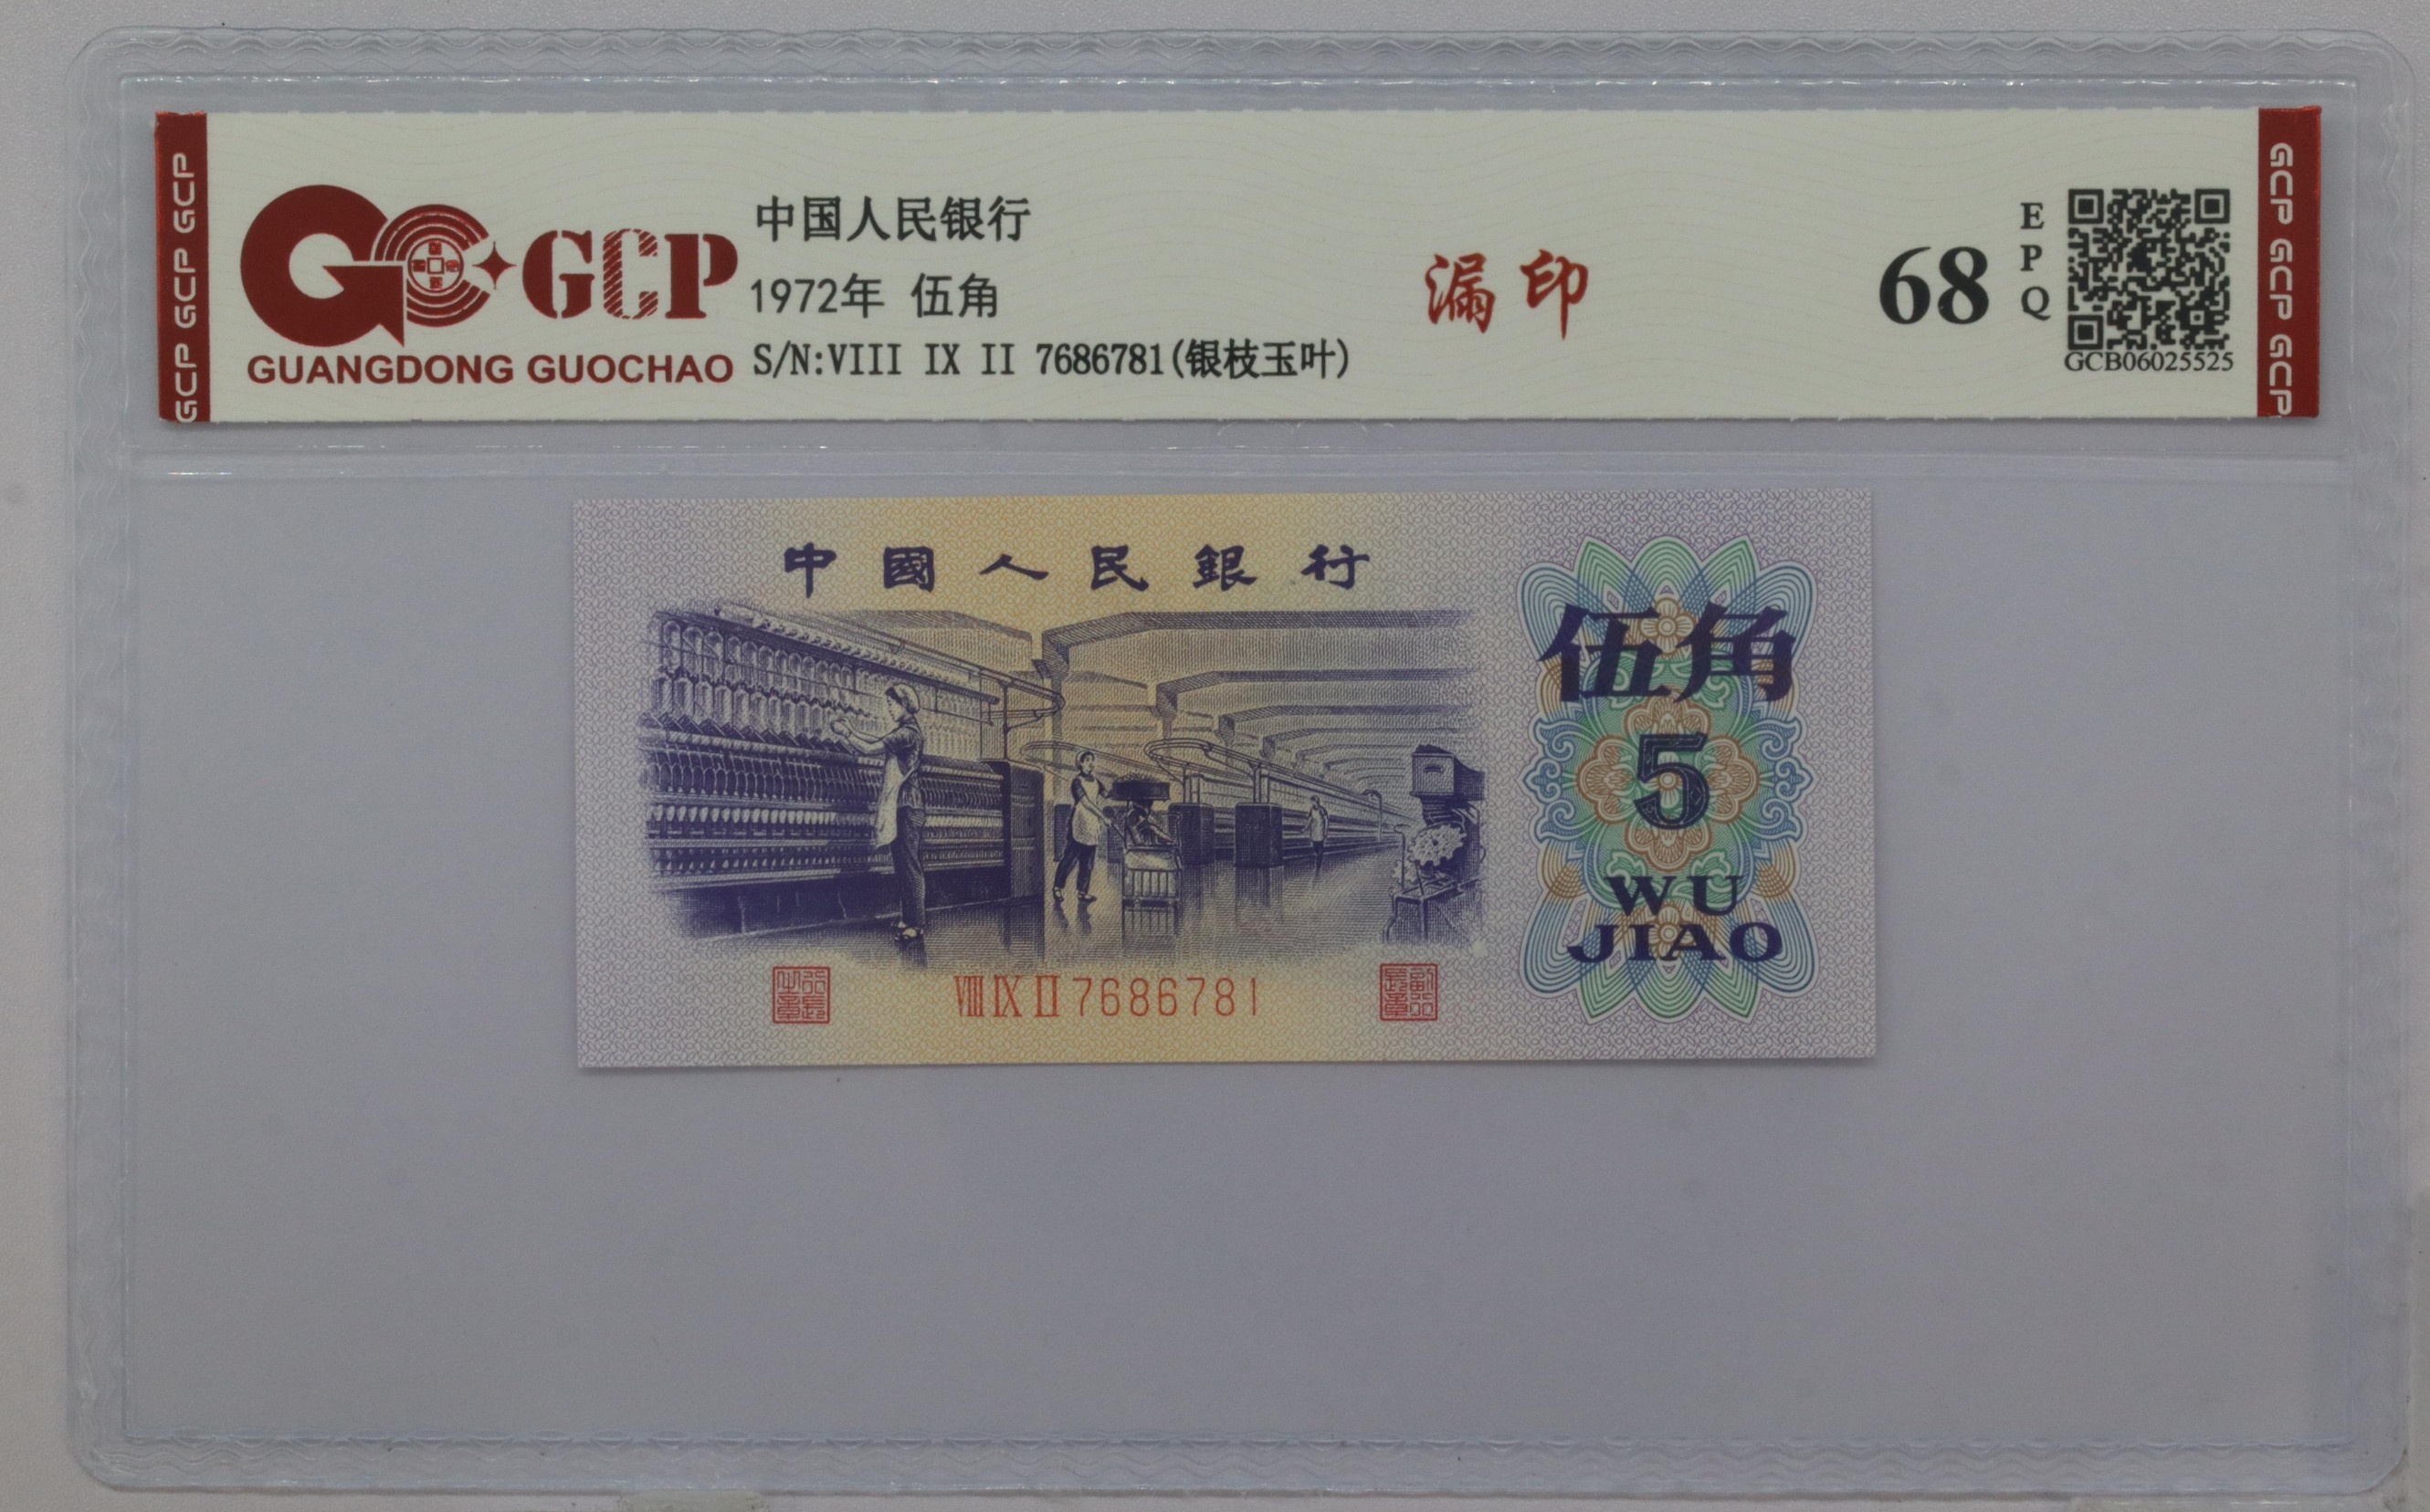 GCP GCP GCP
GCP
GUANGDONG GUOCHAO
中国人民银行
1972年 伍角
S/N:VIII IX II 7686781(银枝玉叶)
漏印
68
E
P
Q
GCB06025525
GCP GCP GCP
中國人民銀行
伍角
5
WU
JIAO
VIII IX II 7686781